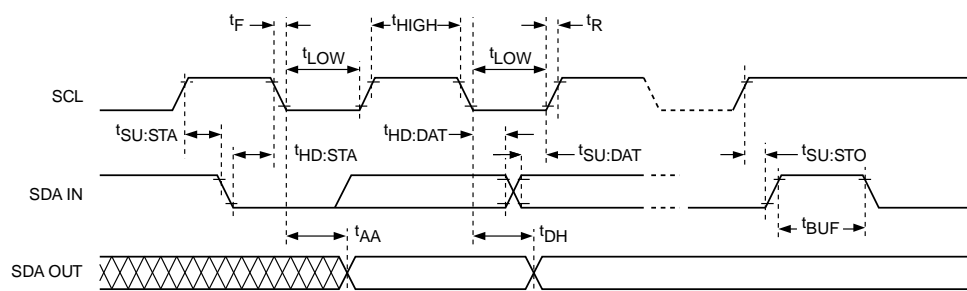 tF
tHIGH
tR
tLOW
tLOW
SCL
tSU:STA
tHD:STA
tHD:DAT
tSU:DAT
tSU:STO
SDA IN
tBUF
tAA
tDH
SDA OUT